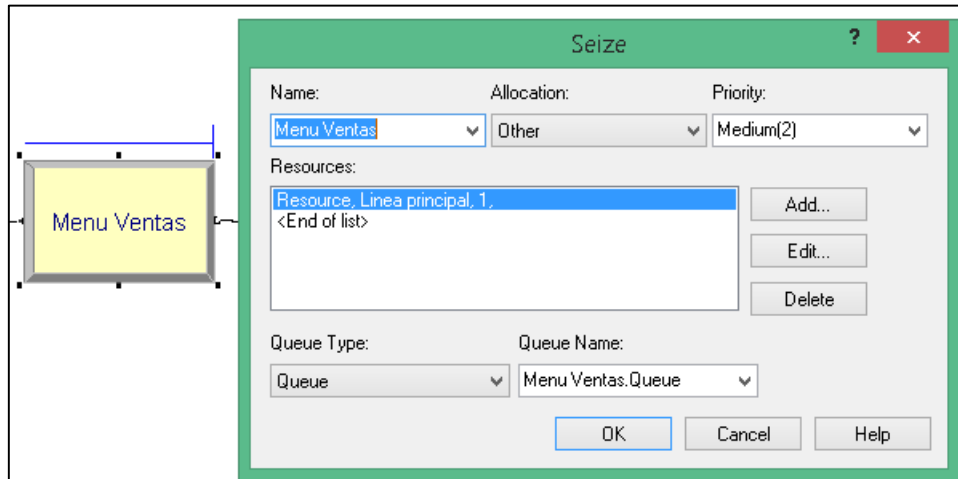 Seize
?
×
Name:
Allocation:
Priority:
Menu Ventas
Other
Medium(2)
Resources:
Resource, Linea principal, 1,
<End of list>
Add...
Edit...
Delete
Menu Ventas
Queue Type:
Queue Name:
Queue
Menu Ventas.Queue
OK
Cancel
Help